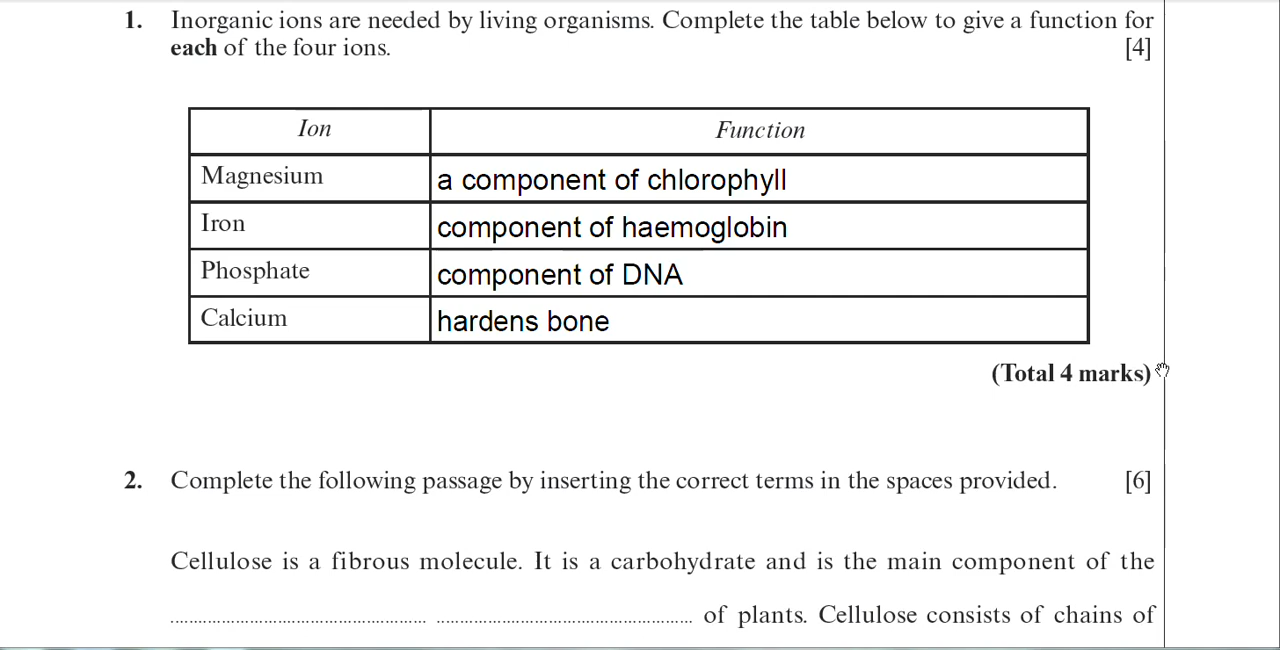 1. Inorganic ions are needed by living organisms. Complete the table below to give a function for
each of the four ions. [4]
Ion Function
Magnesium a component of chlorophyll
Iron component of haemoglobin
Phosphate component of DNA
Calcium hardens bone
(Total 4 marks)
2. Complete the following passage by inserting the correct terms in the spaces provided. [6]
Cellulose is a fibrous molecule. It is a carbohydrate and is the main component of the
........................................................ ........................................................ of plants. Cellulose consists of chains of